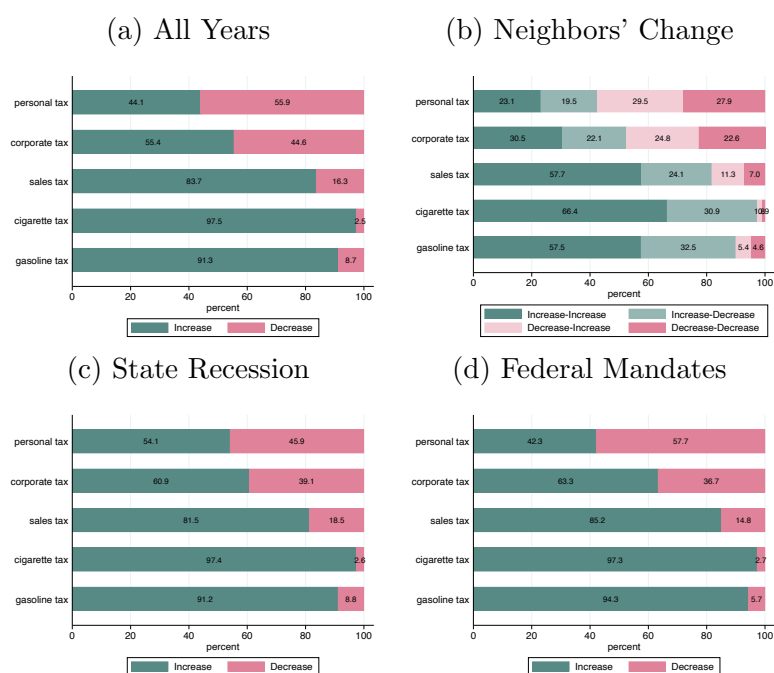 (a) All Years
personal tax 44.1 55.9
corporate tax 55.4 44.6
sales tax 83.7 16.3
cigarette tax 97.5 2.5
gasoline tax 91.3 8.7
0 20 40 60 80 100
percent
Increase Decrease
(b) Neighbors' Change
personal tax 23.1 19.5 29.5 27.9
corporate tax 30.5 22.1 24.8 22.6
sales tax 57.7 24.1 11.3 7.0
cigarette tax 66.4 30.9
gasoline tax 57.5 32.5 5.4 4.6
0 20 40 60 80 100
percent
Increase-Increase Increase-Decrease
Decrease-Increase Decrease-Decrease
(c) State Recession
personal tax 54.1 45.9
corporate tax 60.9 39.1
sales tax 81.5 18.5
cigarette tax 97.4 2.6
gasoline tax 91.2 8.8
0 20 40 60 80 100
percent
Increase Decrease
(d) Federal Mandates
personal tax 42.3 57.7
corporate tax 63.3 36.7
sales tax 85.2 14.8
cigarette tax 97.3 2.7
gasoline tax 94.3 5.7
0 20 40 60 80 100
percent
Increase Decrease